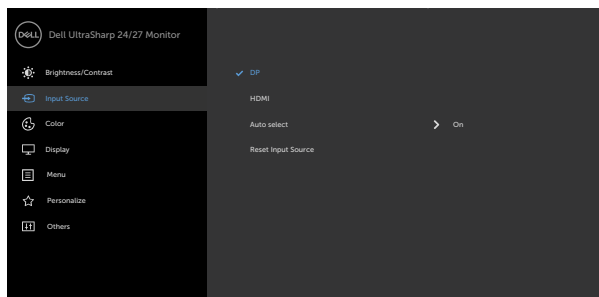 DELL Dell UltraSharp 24/27 Monitor
Brightness/Contrast
Input Source
Color
Display
Menu
Personalize
Others
DP
HDMI
Auto select On
Reset Input Source